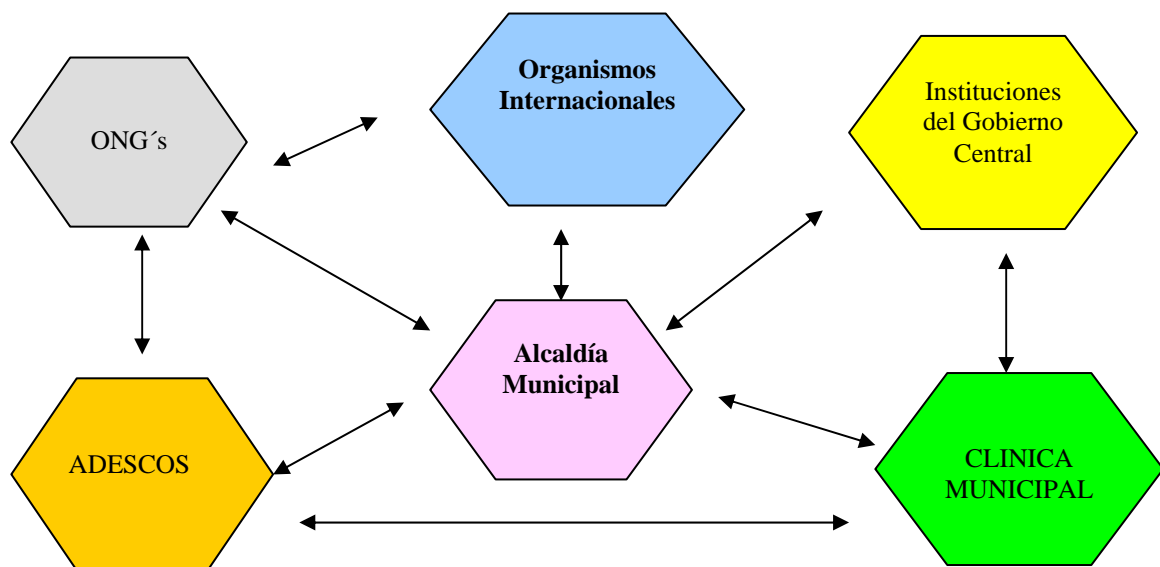 Organismos
Internacionales
ONG´s
Instituciones
del Gobierno
Central
Alcaldía
Municipal
ADESCOS
CLINICA
MUNICIPAL